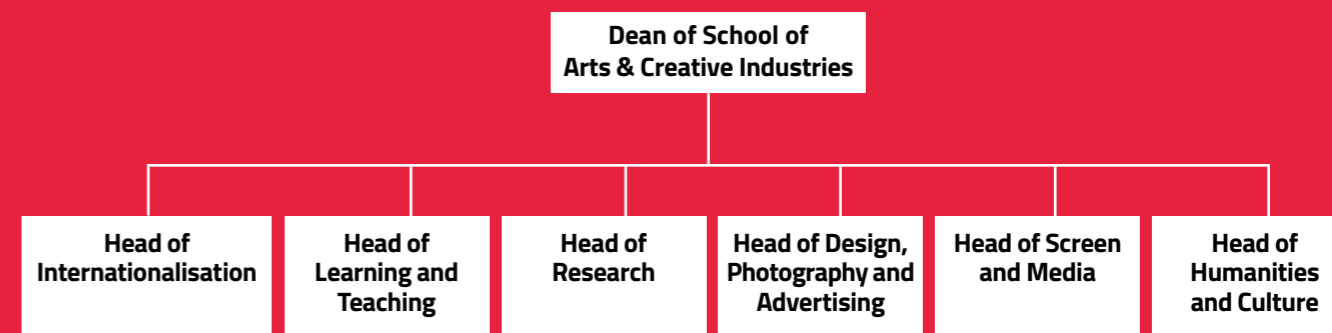 Dean of School of
Arts & Creative Industries
Head of
Internationalisation
Head of
Learning and
Teaching
Head of
Research
Head of Design,
Photography and
Advertising
Head of Screen
and Media
Head of
Humanities
and Culture